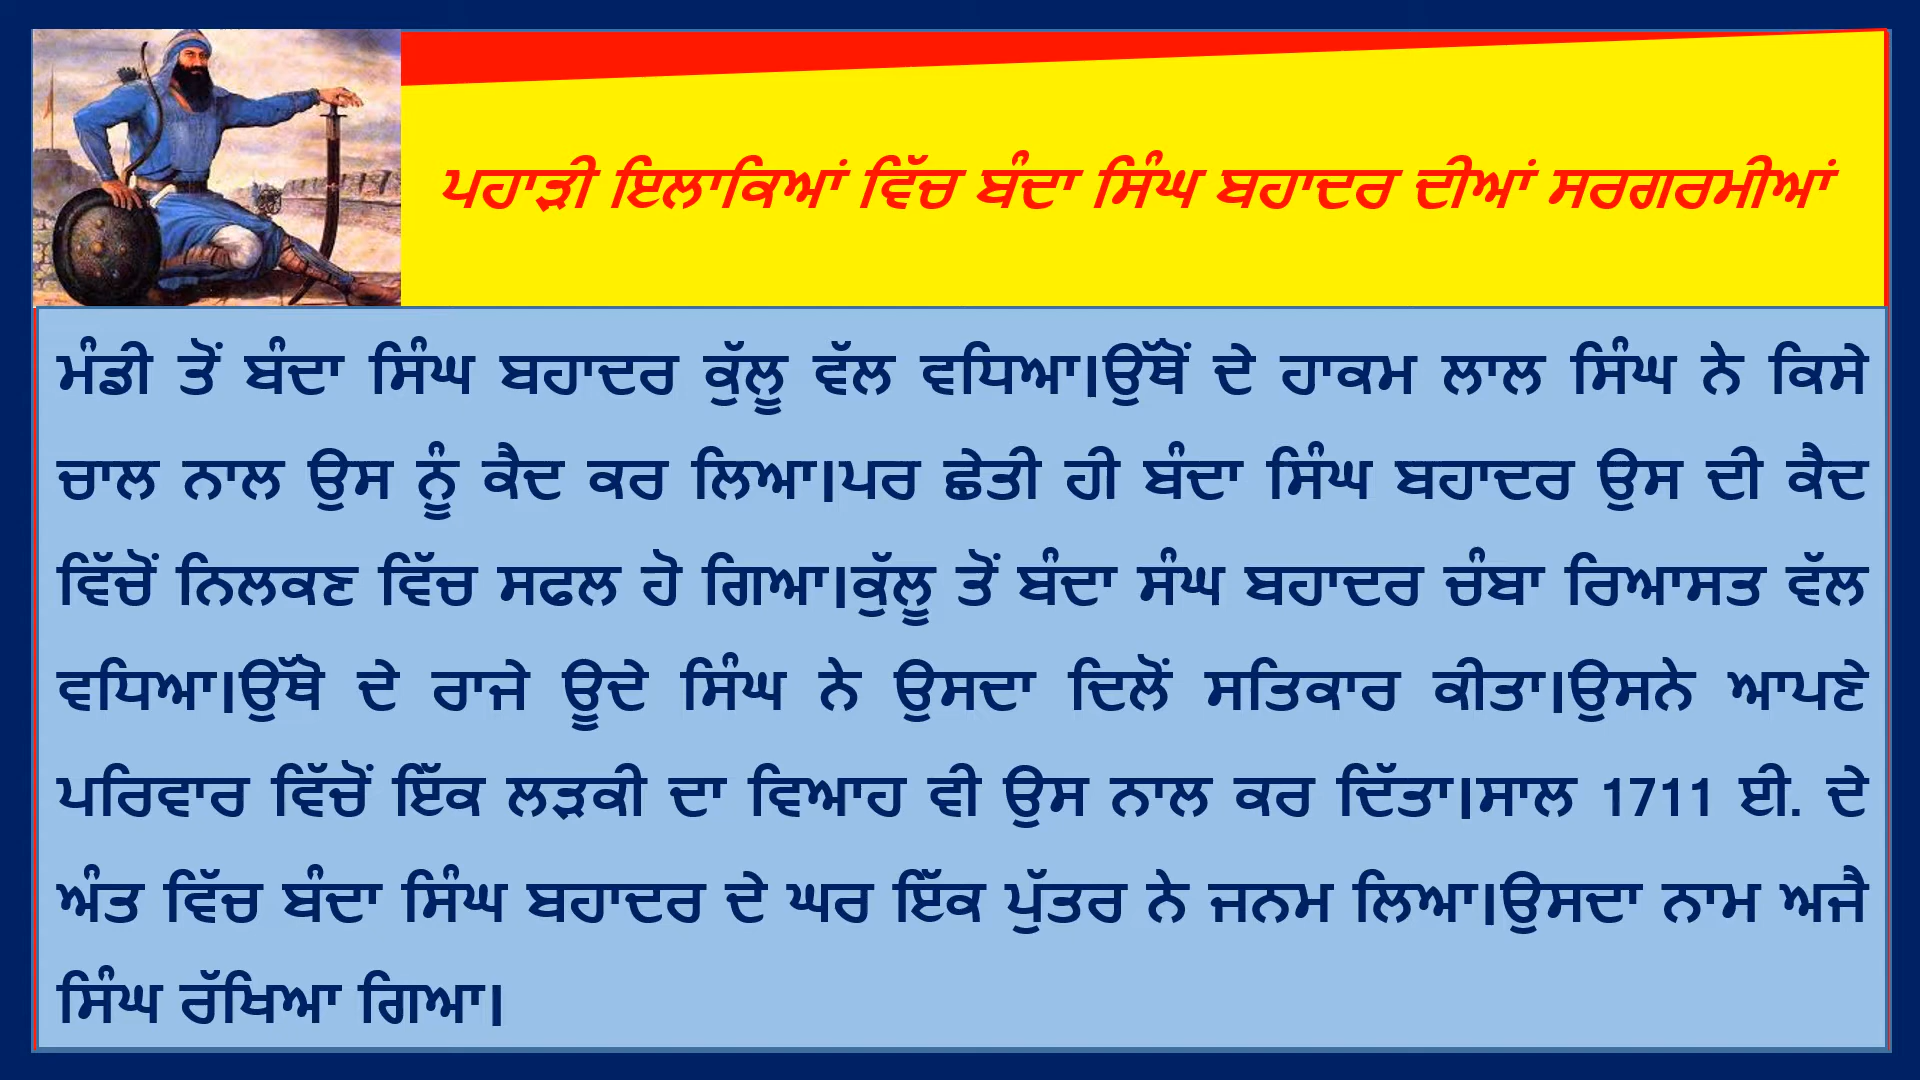 ਪਹਾੜੀ ਇਲਾਕਿਆਂ ਵਿੱਚ ਬੰਦਾ ਸਿੰਘ ਬਹਾਦਰ ਦੀਆਂ ਸਰਗਰਮੀਆਂ
ਮੰਡੀ ਤੋਂ ਬੰਦਾ ਸਿੰਘ ਬਹਾਦਰ ਕੁੱਲੂ ਵੱਲ ਵਧਿਆ।ਉੱਥੋਂ ਦੇ ਹਾਕਮ ਲਾਲ ਸਿੰਘ ਨੇ ਕਿਸੇ
ਚਾਲ ਨਾਲ ਉਸ ਨੂੰ ਕੈਦ ਕਰ ਲਿਆ।ਪਰ ਛੇਤੀ ਹੀ ਬੰਦਾ ਸਿੰਘ ਬਹਾਦਰ ਉਸ ਦੀ ਕੈਦ
ਵਿੱਚੋਂ ਨਿਲਕਣ ਵਿੱਚ ਸਫਲ ਹੋ ਗਿਆ।ਕੁੱਲੂ ਤੋਂ ਬੰਦਾ ਸੰਘ ਬਹਾਦਰ ਚੰਬਾ ਰਿਆਸਤ ਵੱਲ
ਵਧਿਆ।ਉੱਥੋ ਦੇ ਰਾਜੇ ਊਦੇ ਸਿੰਘ ਨੇ ਉਸਦਾ ਦਿਲੋਂ ਸਤਿਕਾਰ ਕੀਤਾ।ਉਸਨੇ ਆਪਣੇ
ਪਰਿਵਾਰ ਵਿੱਚੋਂ ਇੱਕ ਲੜਕੀ ਦਾ ਵਿਆਹ ਵੀ ਉਸ ਨਾਲ ਕਰ ਦਿੱਤਾ।ਸਾਲ 1711 ਈ. ਦੇ
ਅੰਤ ਵਿੱਚ ਬੰਦਾ ਸਿੰਘ ਬਹਾਦਰ ਦੇ ਘਰ ਇੱਕ ਪੁੱਤਰ ਨੇ ਜਨਮ ਲਿਆ।ਉਸਦਾ ਨਾਮ ਅਜੈ
ਸਿੰਘ ਰੱਖਿਆ ਗਿਆ।